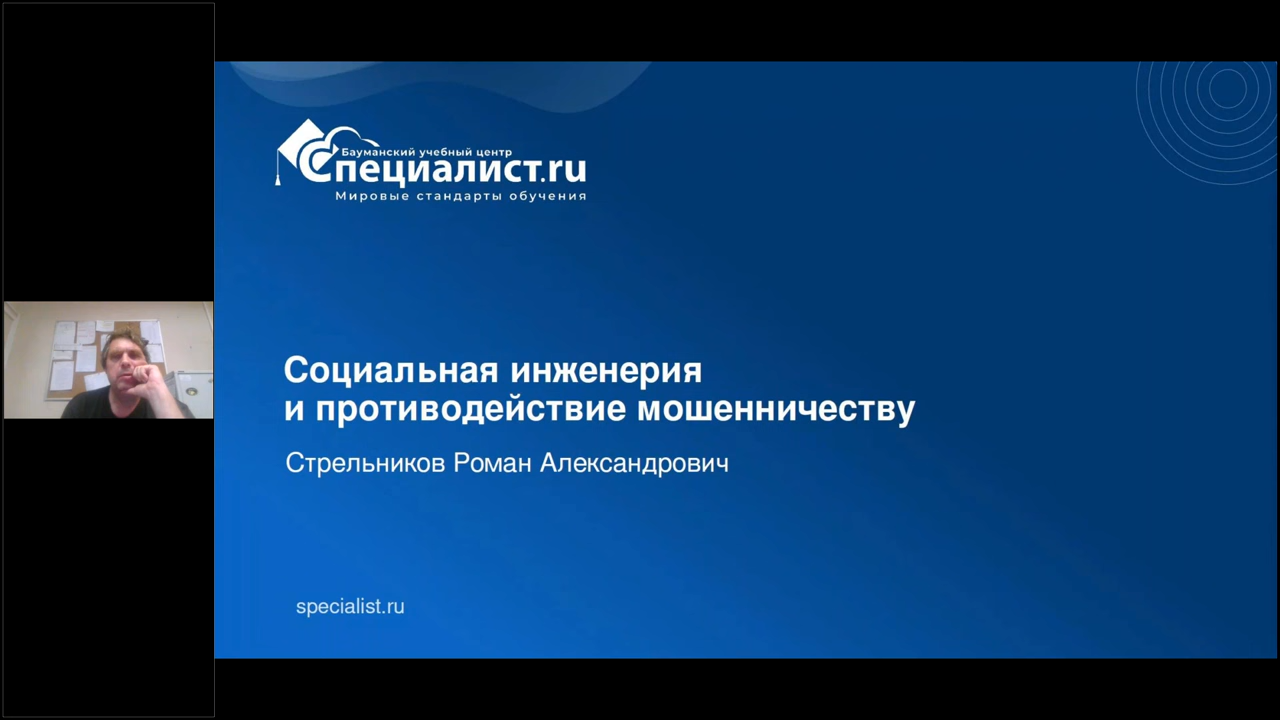 Бауманский учебный центр
Специалист.ru
Мировые стандарты обучения
Социальная инженерия
и противодействие мошенничеству
Стрельников Роман Александрович
specialist.ru